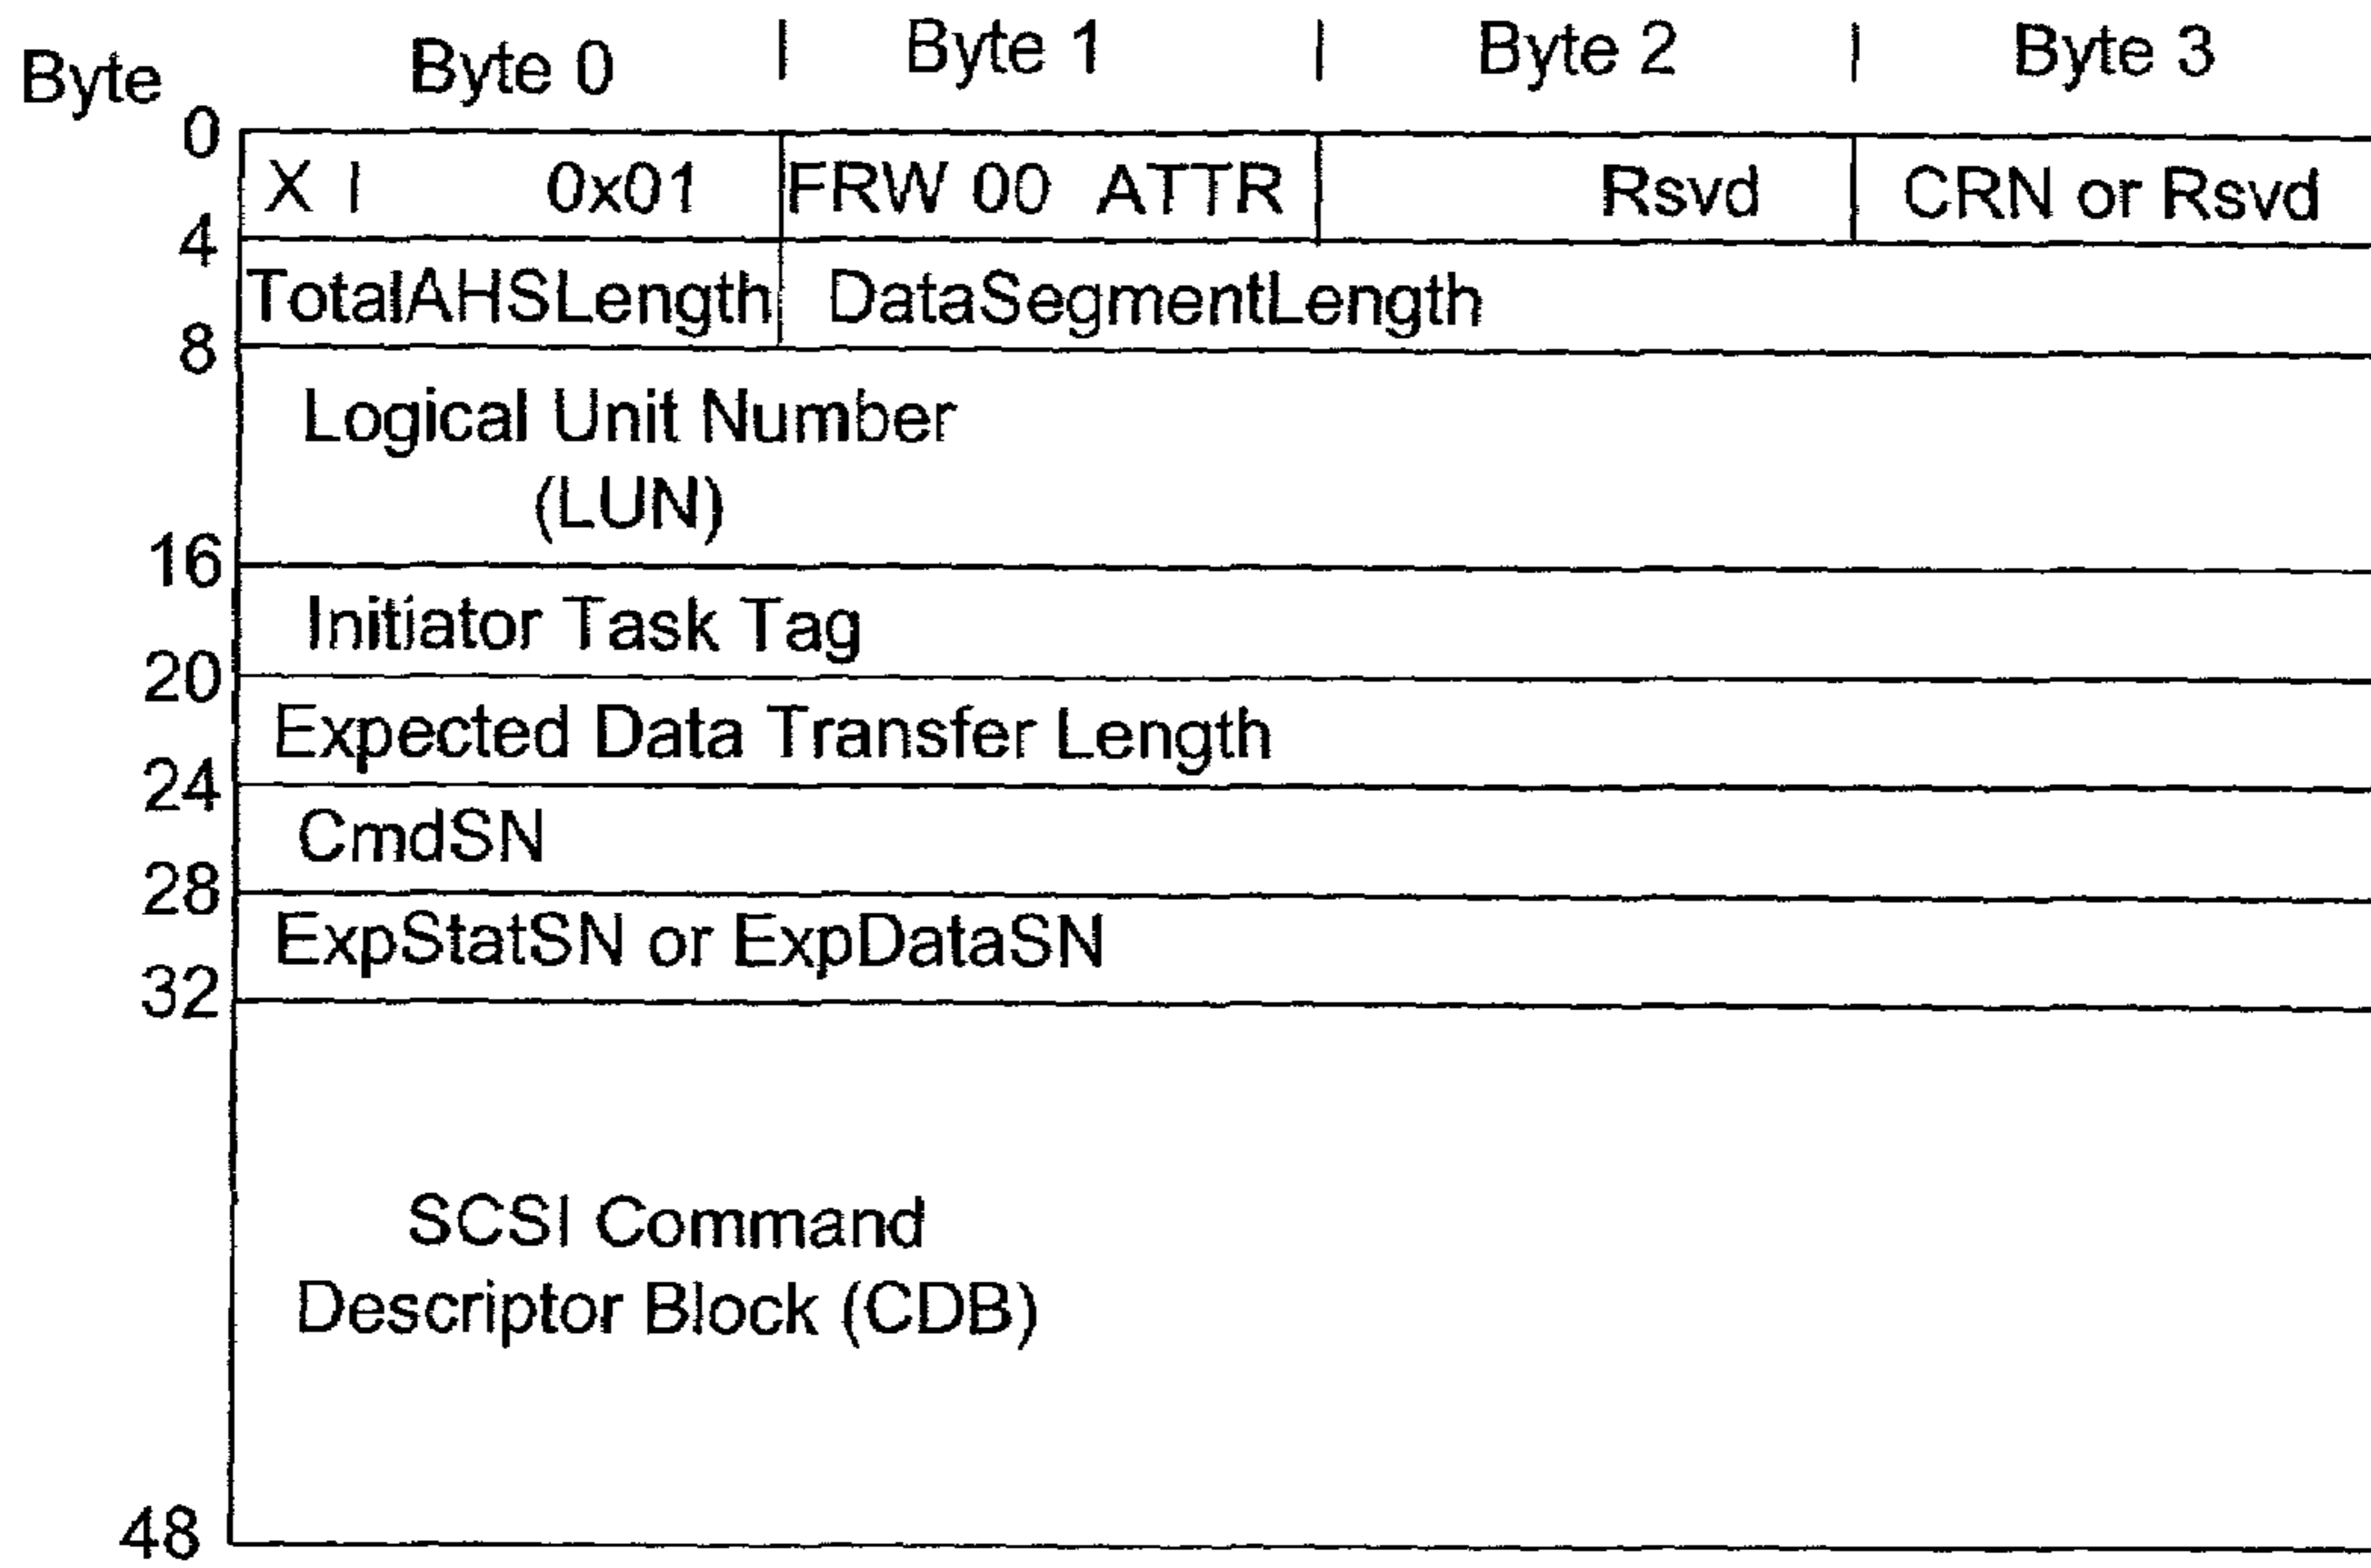 Byte Byte 0 | Byte 1 | Byte 2 | Byte 3
0
X I 0x01 FRW 00 ATTR Rsvd CRN or Rsvd
4
TotalAHSLength DataSegmentLength
8
Logical Unit Number
(LUN)
16
Initiator Task Tag
20
Expected Data Transfer Length
24
CmdSN
28
ExpStatSN or ExpDataSN
32
SCSI Command
Descriptor Block (CDB)
48